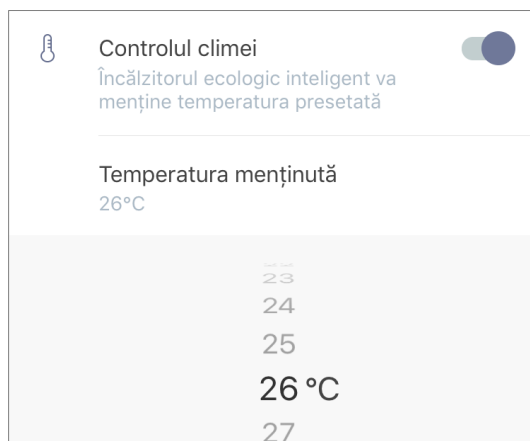 Controlul climei
Încălzitorul ecologic inteligent va
menține temperatura presetată
Temperatura menținută
26°C
23
24
25
26 °C
27